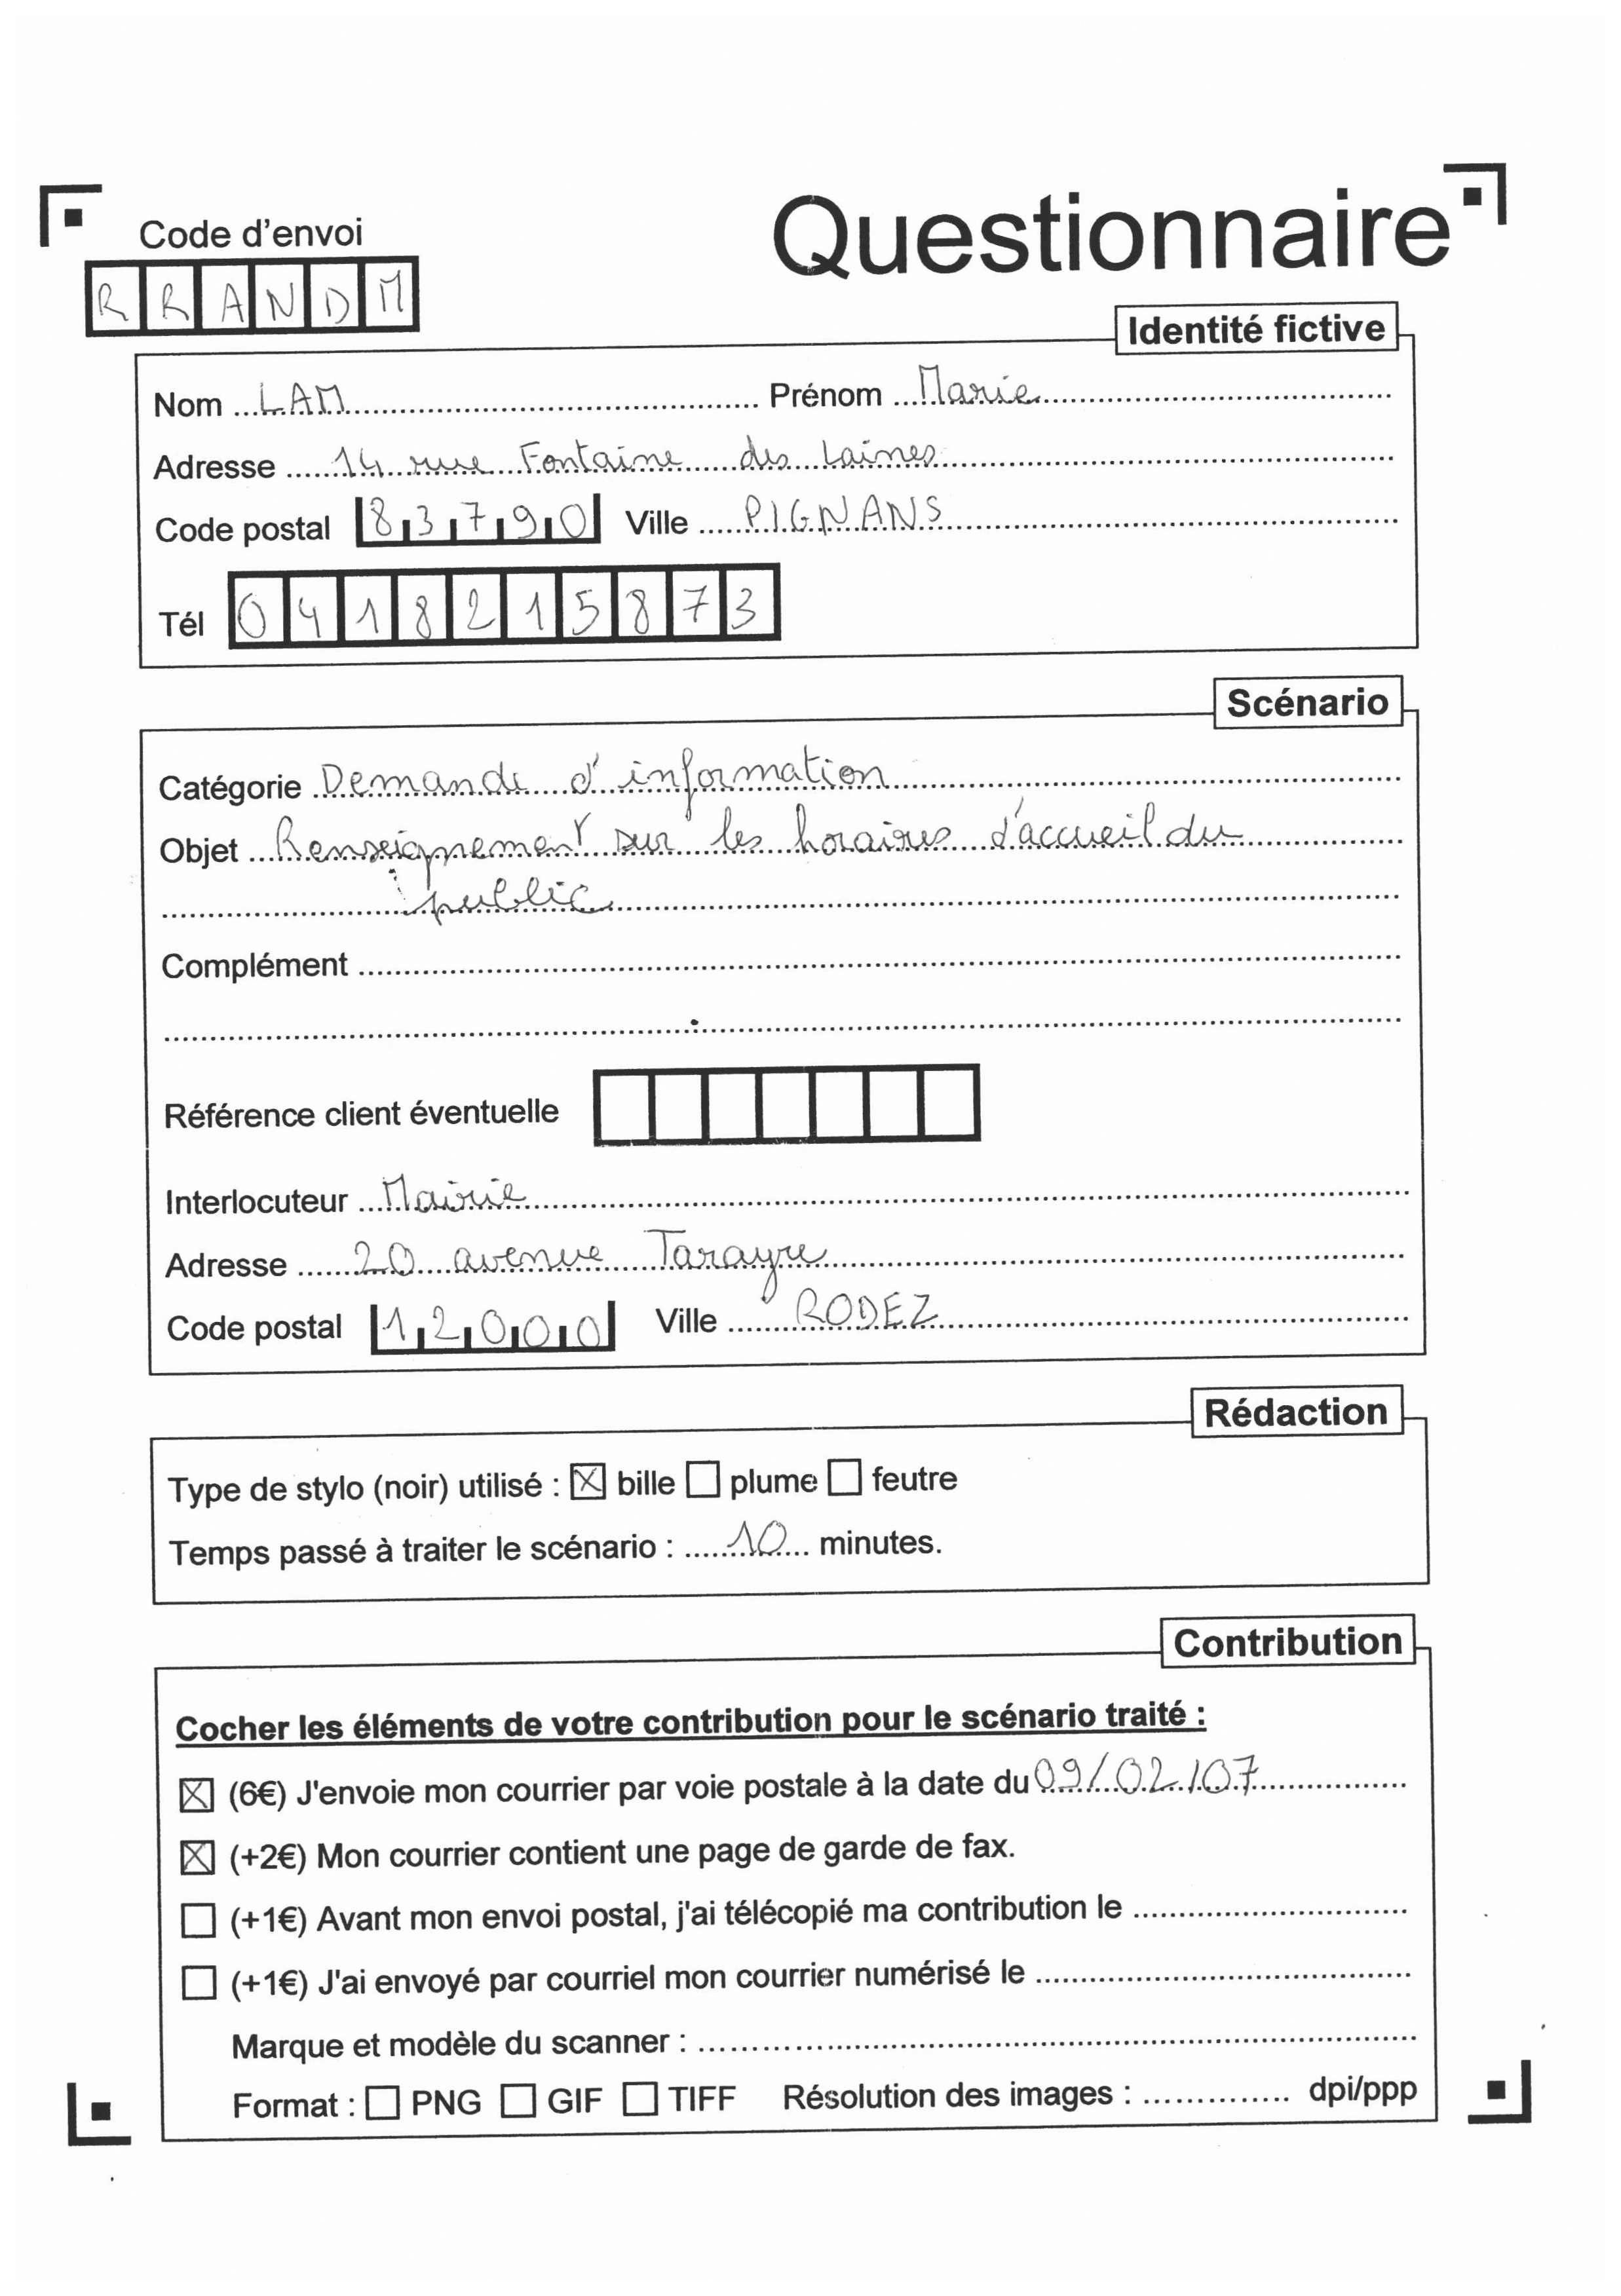 Questionnaire
Code d'envoi
RRANDM
Identité fictive
Nom ... LAM ... Prénom ... Marie
Adresse ... 14 rue Fontaine des Laines
Code postal 83790 Ville ... PIGNANS
Tél 0418215873
Scénario
Catégorie Demande d'information
Objet ... Renseignement sur les horaires d'accueil du
public
Complément
Référence client éventuelle
Interlocuteur ... Mairie
Adresse ... 20 avenue Tarayre
Code postal 12000 Ville ... RODEZ
Rédaction
Type de stylo (noir) utilisé : ☒ bille ☐ plume ☐ feutre
Temps passé à traiter le scénario : ... 10 ... minutes.
Contribution
Cocher les éléments de votre contribution pour le scénario traité :
☒ (6€) J'envoie mon courrier par voie postale à la date du 09/02/07
☒ (+2€) Mon courrier contient une page de garde de fax.
☐ (+1€) Avant mon envoi postal, j'ai télécopié ma contribution le
☐ (+1€) J'ai envoyé par courriel mon courrier numérisé le
Marque et modèle du scanner :
Format : ☐ PNG ☐ GIF ☐ TIFF Résolution des images : ... dpi/ppp